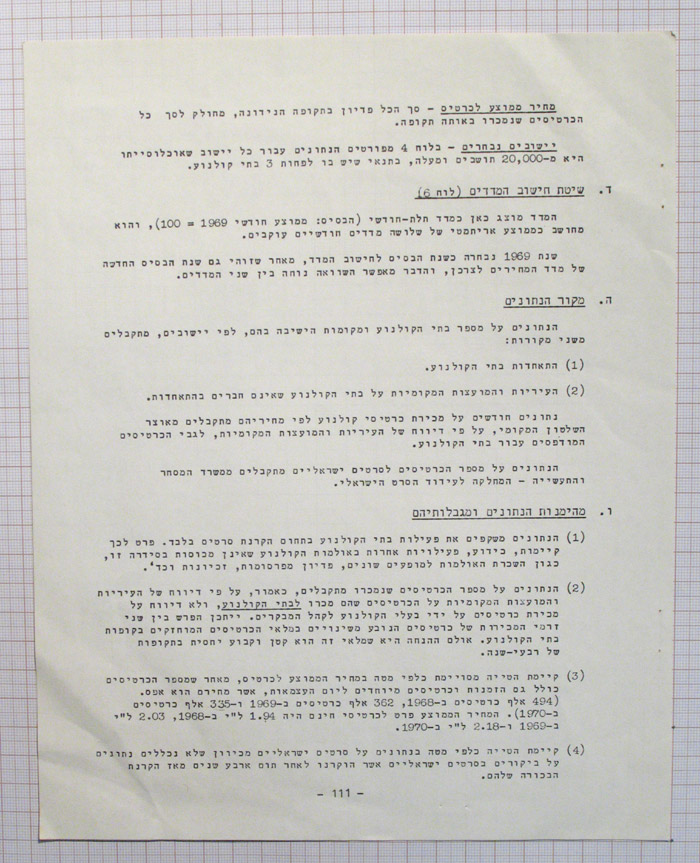 מחיר ממוצע לכרטיס - סך הכל פדיון בתקופה הנידונה, מחולק לסך כל
הכרטיסים שנמכרו באותה תקופה.
יישובים נבחרים - בלוח 4 מפורטים הנתונים עבור כל יישוב שאוכלוסייתו
היא מ-20,000 תושבים ומעלה, בתנאי שיש בו לפחות 3 בתי קולנוע.
ד. שיטת חישוב המדדים (לוח 6)
המדד מוצג כאן כמדד תלת-חודשי (הבסיס: ממוצע חודשי 1969 = 100), והוא
מחושב כממוצע אריתמטי של שלושה מדדים חודשיים עוקבים.
שנת 1969 נבחרה כשנת הבסיס לחישוב המדד, מאחר שזוהי גם שנת הבסיס החדשה
של מדד המחירים לצרכן, והדבר מאפשר השוואה נוחה בין שני המדדים.
ה. מקור הנתונים
הנתונים על מספר בתי הקולנוע ומקומות הישיבה בהם, לפי יישובים, מתקבלים
משני מקורות:
(1) התאחדות בתי הקולנוע.
(2) העיריות והמועצות המקומיות על בתי הקולנוע שאינם חברים בהתאחדות.
נתונים חודשים על מכירת כרטיסי קולנוע לפי מחיריהם מתקבלים מאוצר
השלטון המקומי, על פי דיווח של העיריות והמועצות המקומיות, לגבי הכרטיסים
המודפסים עבור בתי הקולנוע.
הנתונים על מספר הכרטיסים לסרטים ישראליים מתקבלים ממשרד המסחר
והתעשייה - המחלקה לעידוד הסרט הישראלי.
ו. מהימנות הנתונים ומגבלותיהם
(1) הנתונים משקפים את פעילות בתי הקולנוע בתחום הקרנת סרטים בלבד. פרט לכך
קיימות, כידוע, פעילויות אחרות באולמות הקולנוע שאינן מכוסות בסידרה זו,
כגון השכרת האולמות למופעים שונים, פדיון מפרסומות, זכיונות וכד'.
(2) הנתונים על מספר הכרטיסים שנמכרו מתקבלים, כאמור, על פי דיווח של העיריות
והמועצות המקומיות על הכרטיסים שהם מכרו לבתי הקולנוע, ולא דיווח על
מכירת כרטיסים על ידי בעלי הקולנוע לקהל המבקרים. ייתכן הפרש בין שני
זרמי המכירות של כרטיסים הנובע משינויים במלאי הכרטיסים המוחזקים בקופות
בתי הקולנוע. אולם ההנחה היא שמלאי זה הוא קטן וקבוע יחסית בתקופות
של רבעי-שנה.
(3) קיימת הטייה מסויימת כלפי מטה במחיר הממוצע לכרטיס, מאחר שמספר הכרטיסים
כולל גם הזמנות וכרטיסים מיוחדים ליום העצמאות, אשר מחירם הוא אפס.
(494 אלף כרטיסים ב-1968, 362 אלף כרטיסים ב-1969 ו-335 אלף כרטיסים
ב-1970). המחיר הממוצע פרט לכרטיסי חינם היה 1.94 ל"י ב-1968, 2.03 ל"י
ב-1969 ו-2.18 ל"י ב-1970.
(4) קיימת הטייה כלפי מטה בנתונים על סרטים ישראליים מכיוון שלא נכללים נתונים
על ביקורים בסרטים ישראליים אשר הוקרנו לאחר תום ארבע שנים מאז הקרנת
הבכורה שלהם.
- 111 -